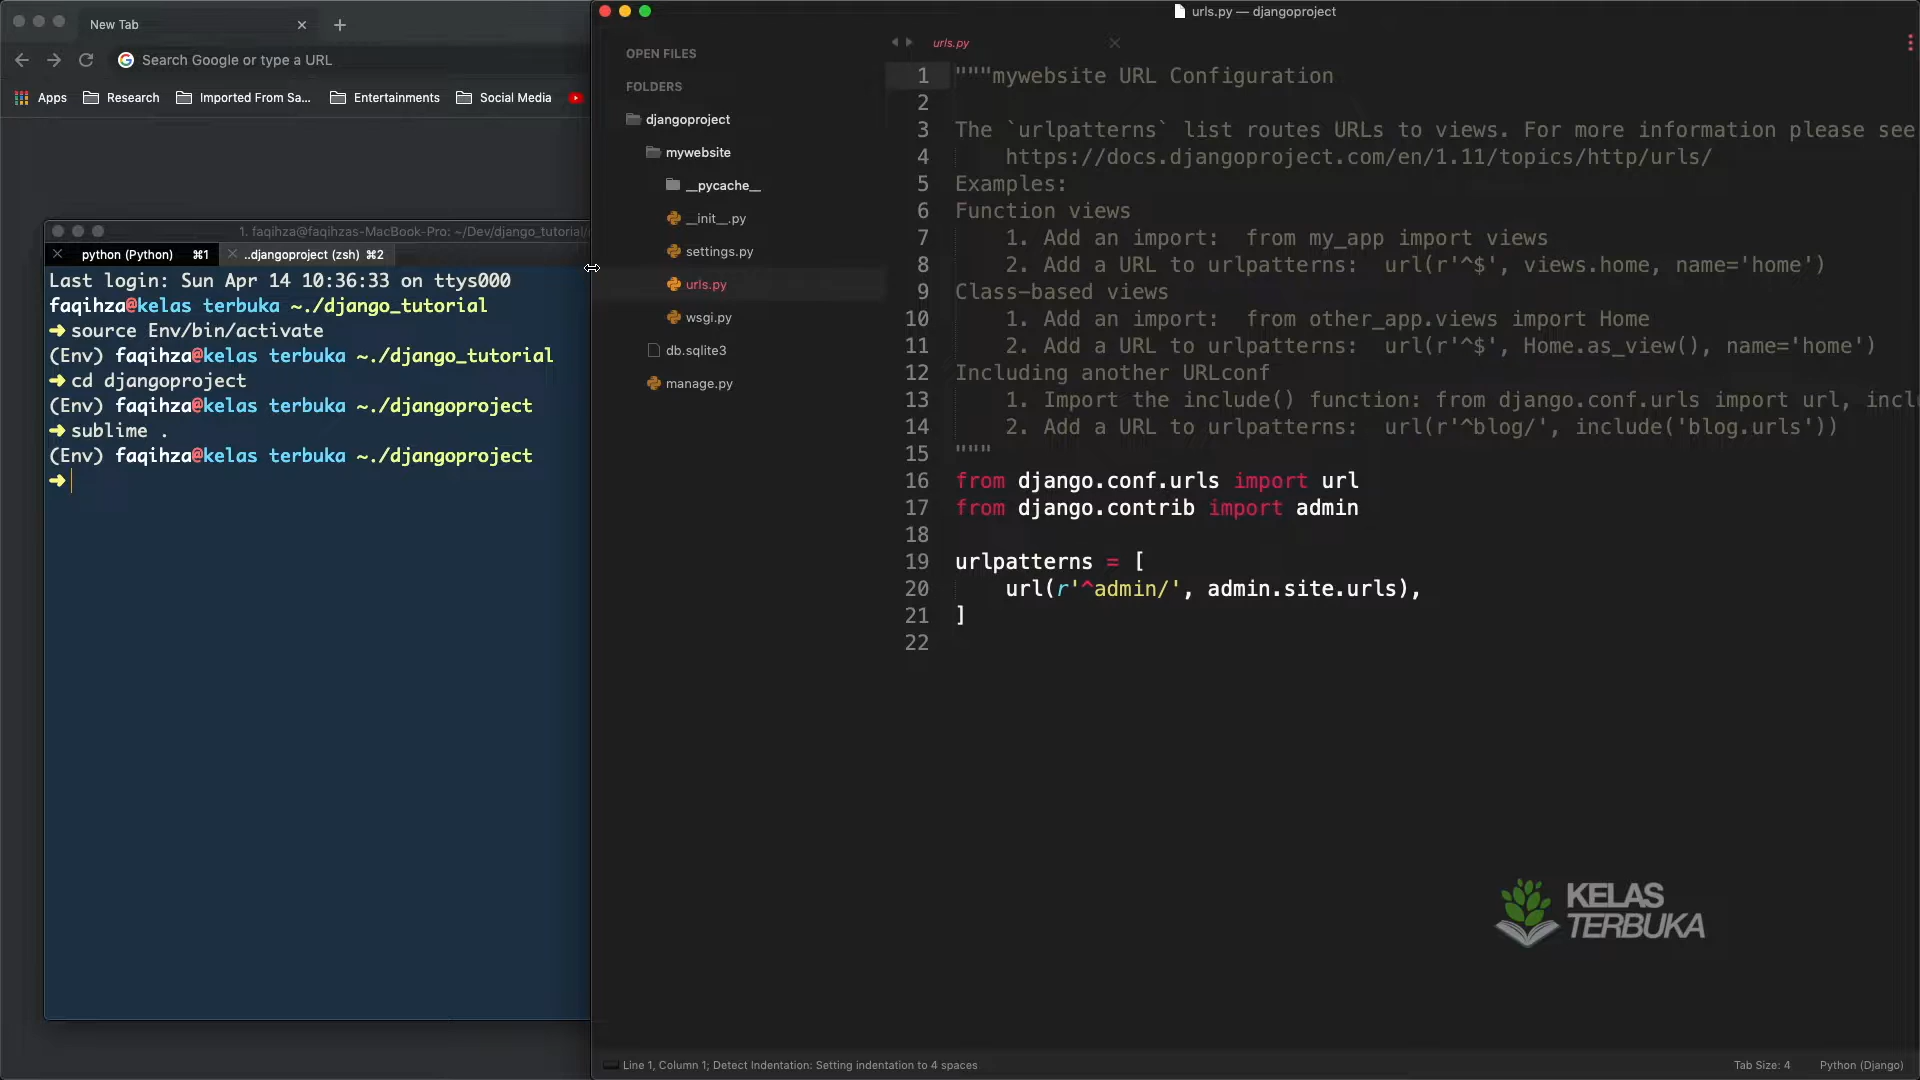 New Tab
Search Google or type a URL
Apps
Research
Imported From Sa...
Entertainments
Social Media
1. faqihza@faqihzas-MacBook-Pro: ~/Dev/django_tutorial/
python (Python) ⌘1
..djangoproject (zsh) ⌘2
Last login: Sun Apr 14 10:36:33 on ttys000
faqihza@kelas terbuka ~./django_tutorial
➜ source Env/bin/activate
(Env) faqihza@kelas terbuka ~./django_tutorial
➜ cd djangoproject
(Env) faqihza@kelas terbuka ~./djangoproject
➜ sublime .
(Env) faqihza@kelas terbuka ~./djangoproject
➜
urls.py — djangoproject
OPEN FILES
FOLDERS
djangoproject
mywebsite
__pycache__
__init__.py
settings.py
urls.py
wsgi.py
db.sqlite3
manage.py
urls.py
1 """mywebsite URL Configuration
2
3 The `urlpatterns` list routes URLs to views. For more information please see
4 https://docs.djangoproject.com/en/1.11/topics/http/urls/
5 Examples:
6 Function views
7 1. Add an import:  from my_app import views
8 2. Add a URL to urlpatterns:  url(r'^$', views.home, name='home')
9 Class-based views
10 1. Add an import:  from other_app.views import Home
11 2. Add a URL to urlpatterns:  url(r'^$', Home.as_view(), name='home')
12 Including another URLconf
13 1. Import the include() function: from django.conf.urls import url, incl
14 2. Add a URL to urlpatterns:  url(r'^blog/', include('blog.urls'))
15 """
16 from django.conf.urls import url
17 from django.contrib import admin
18
19 urlpatterns = [
20 url(r'^admin/', admin.site.urls),
21 ]
22
KELAS
TERBUKA
Line 1, Column 1; Detect Indentation: Setting indentation to 4 spaces
Tab Size: 4
Python (Django)